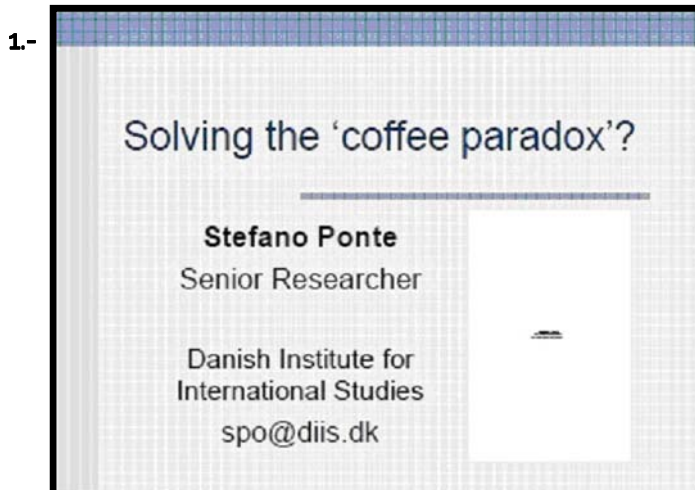 1.-
Solving the ‘coffee paradox’?
Stefano Ponte
Senior Researcher
Danish Institute for
International Studies
spo@diis.dk